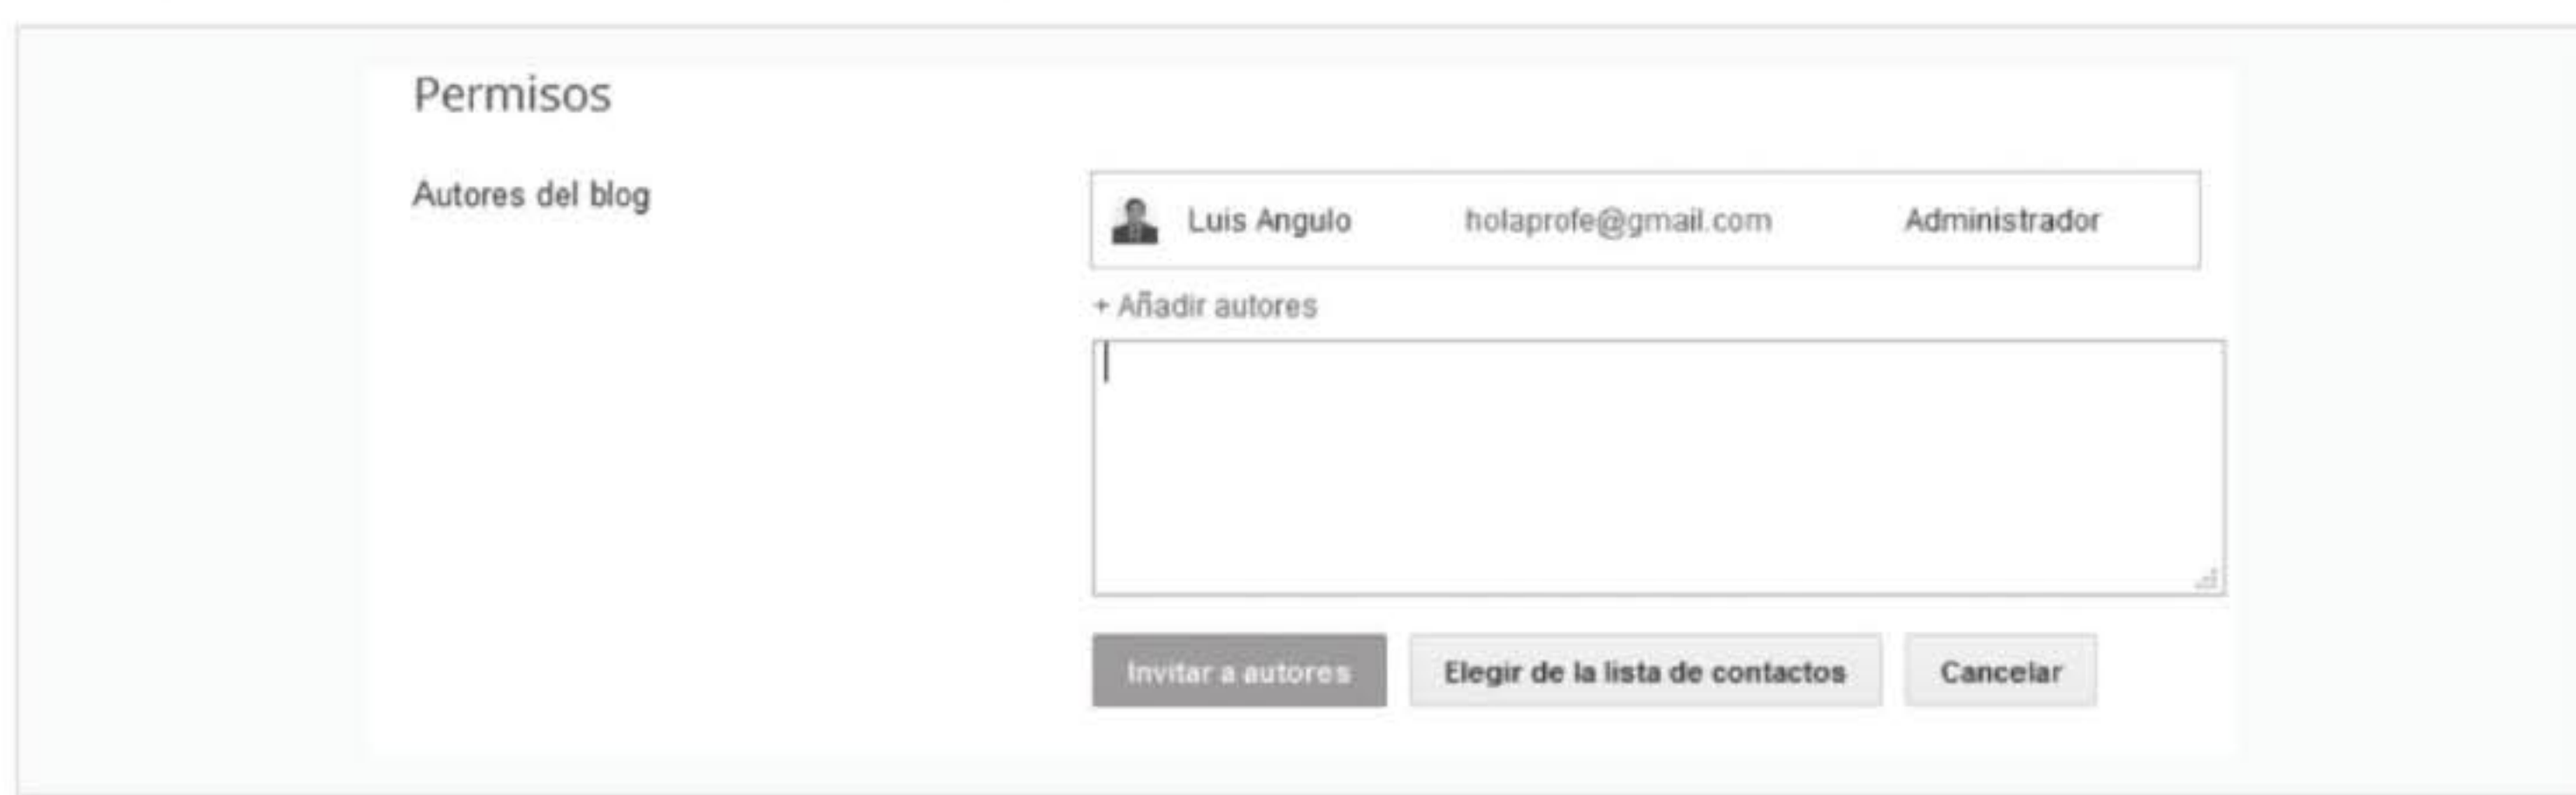 Permisos
Autores del blog
Luis Angulo holaprofe@gmail.com Administrador
+ Añadir autores
Invitar a autores Elegir de la lista de contactos Cancelar